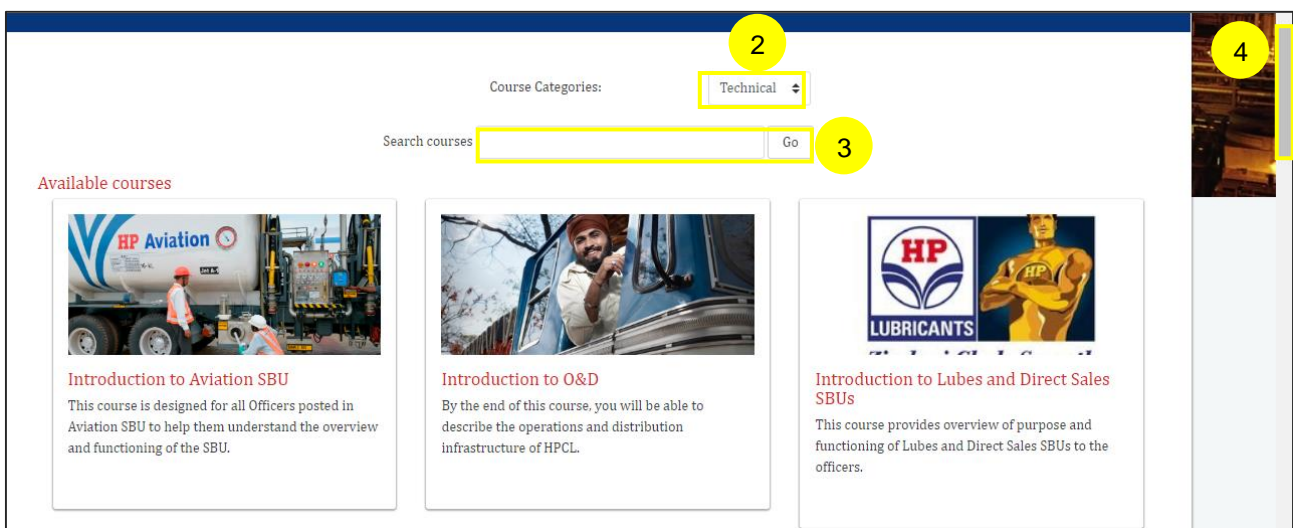 2
4
Course Categories:
Technical
Search courses
Go
3
Available courses
HP Aviation
HP
HP
LUBRICANTS
Introduction to Aviation SBU
This course is designed for all Officers posted in
Aviation SBU to help them understand the overview
and functioning of the SBU.
Introduction to O&D
By the end of this course, you will be able to
describe the operations and distribution
infrastructure of HPCL.
Introduction to Lubes and Direct Sales
SBUs
This course provides overview of purpose and
functioning of Lubes and Direct Sales SBUs to the
officers.